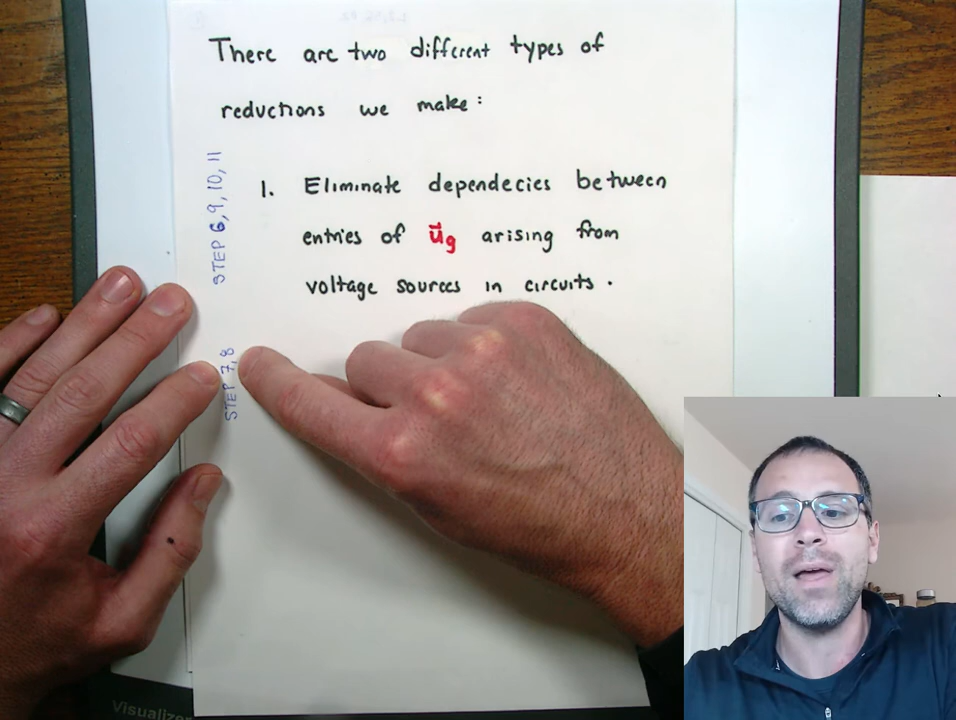 There are two different types of
reductions we make:
STEP 6, 9, 10, 11
1. Eliminate dependecies between
entries of u⃗g arising from
voltage sources in circuits.
STEP 7, 8
Visualizer